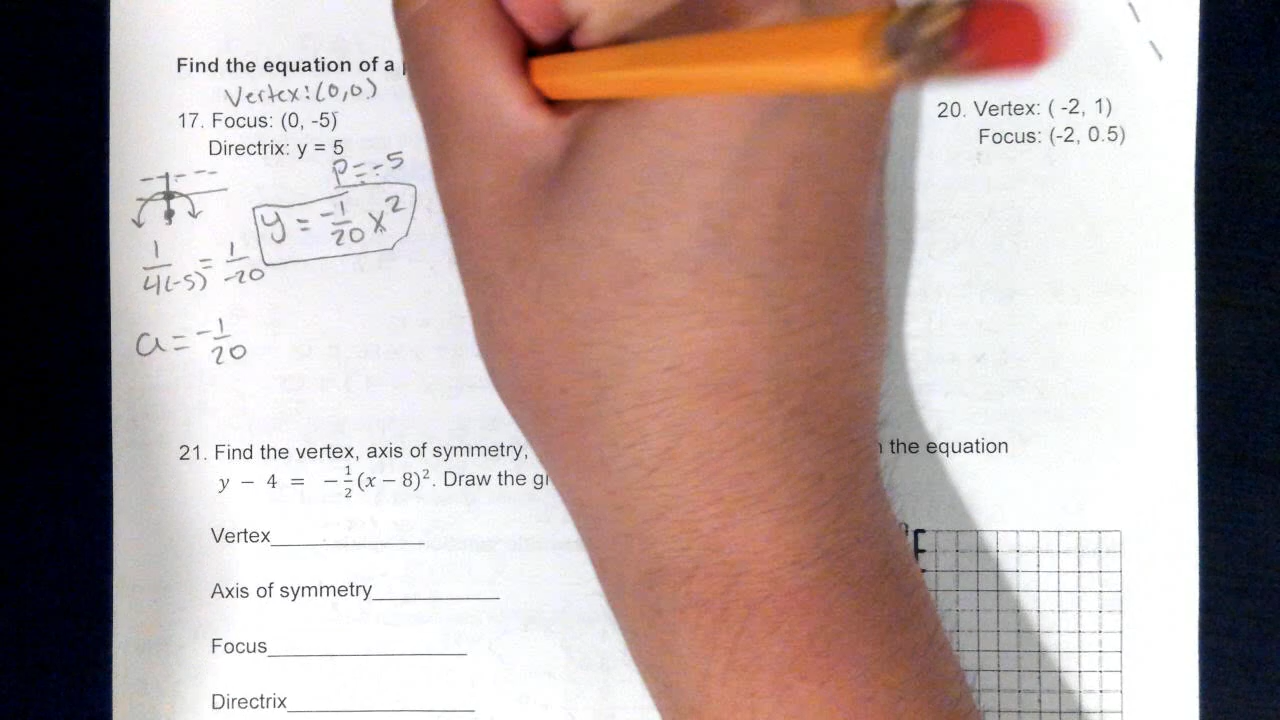 Find the equation of a
Vertex: (0,0)
17. Focus: (0, -5)
Directrix: y = 5
p = -5
y = -1/20 x²
1/4(-5) = 1/-20
a = -1/20
20. Vertex: ( -2, 1)
Focus: (-2, 0.5)
21. Find the vertex, axis of symmetry, the equation
y − 4 = −1/2(x − 8)². Draw the
Vertex
Axis of symmetry
Focus
Directrix